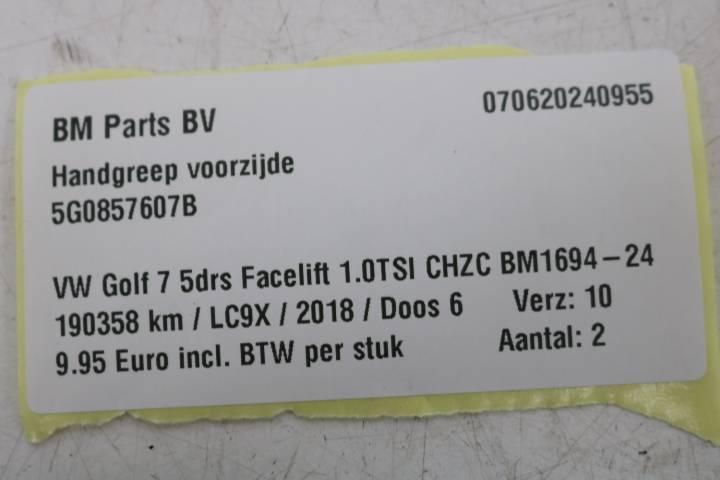 BM Parts BV 070620240955
Handgreep voorzijde
5G0857607B
VW Golf 7 5drs Facelift 1.0TSI CHZC BM1694-24
190358 km / LC9X / 2018 / Doos 6 Verz: 10
9.95 Euro incl. BTW per stuk Aantal: 2